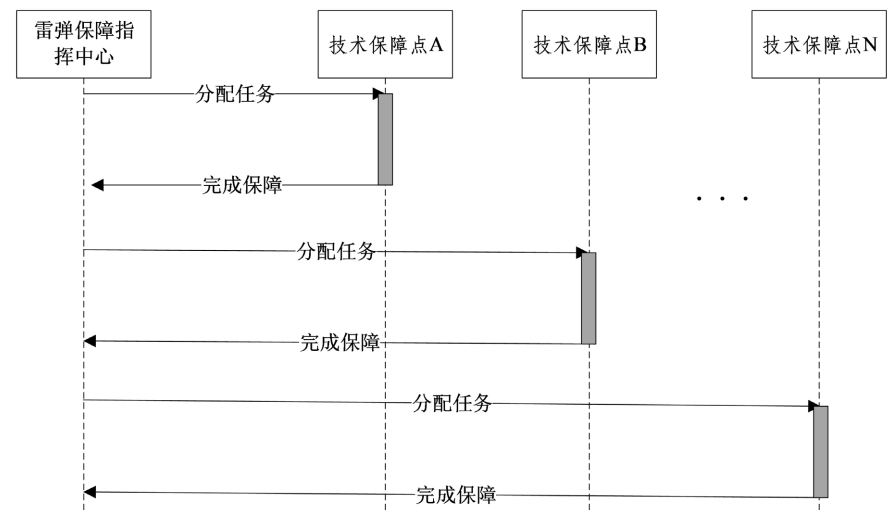 雷弹保障指
挥中心
技术保障点A
技术保障点B
技术保障点N
分配任务
完成保障
. . .
分配任务
完成保障
分配任务
完成保障